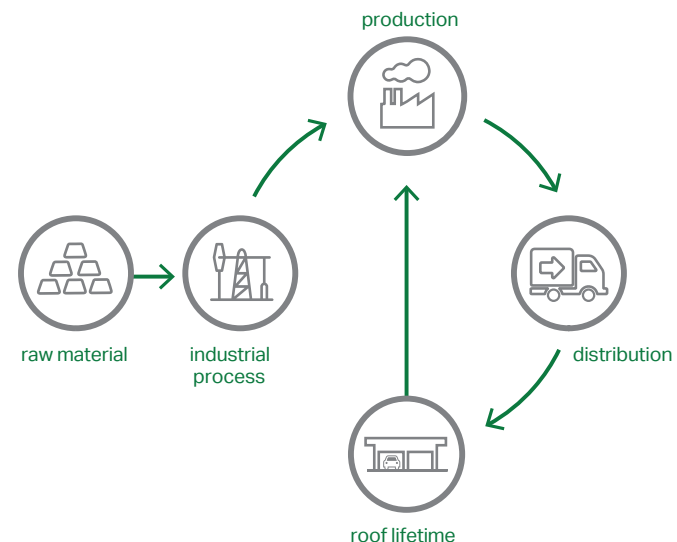 production
raw material
industrial
process
distribution
roof lifetime